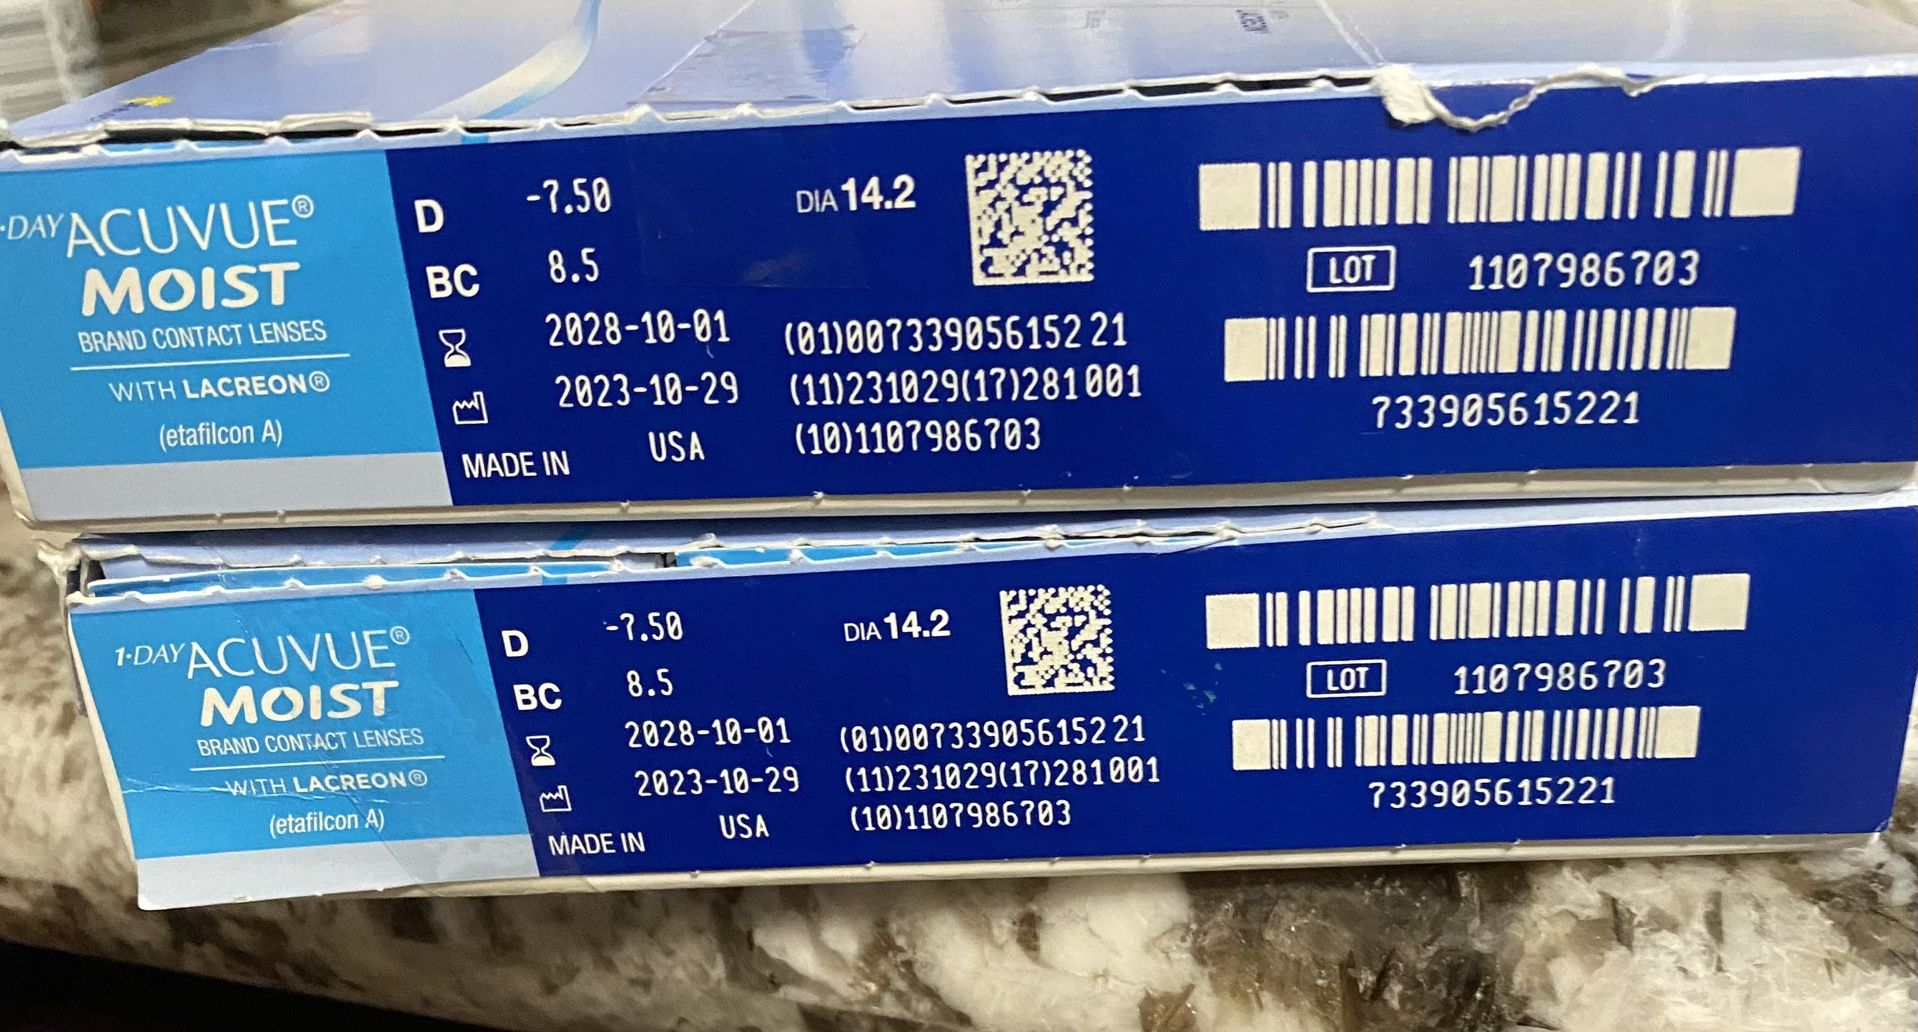 1·DAY ACUVUE®
MOIST
BRAND CONTACT LENSES
WITH LACREON®
(etafilcon A)
D -7.50
BC 8.5
2028-10-01
2023-10-29
MADE IN USA
DIA 14.2
(01)00733905615221
(11)231029(17)281001
(10)1107986703
LOT 1107986703
733905615221
1·DAY ACUVUE®
MOIST
BRAND CONTACT LENSES
WITH LACREON®
(etafilcon A)
D -7.50
BC 8.5
2028-10-01
2023-10-29
MADE IN USA
DIA 14.2
(01)00733905615221
(11)231029(17)281001
(10)1107986703
LOT 1107986703
733905615221